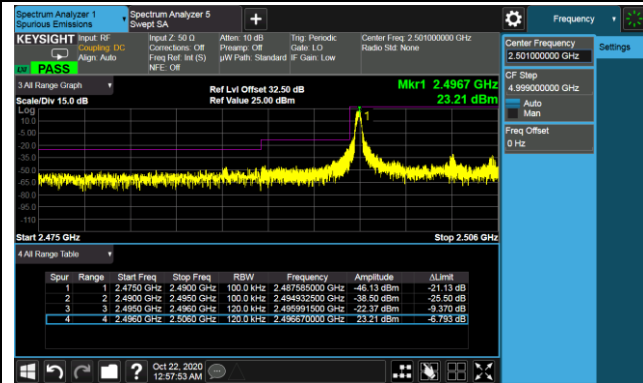 Spectrum Analyzer 1
Spurious Emissions
Spectrum Analyzer 5
Swept SA
Frequency
KEYSIGHT
Input: RF
Coupling: DC
Align: Auto
Input Z: 50 Ω
Corrections: Off
Freq Ref: Int (S)
NFE: Off
Atten: 10 dB
Preamp: Off
µW Path: Standard
Trig: Periodic
Gate: LO
IF Gain: Low
Center Freq: 2.501000000 GHz
Radio Std: None
PASS
Center Frequency
2.501000000 GHz
Settings
CF Step
4.999000000 GHz
Auto
Man
Freq Offset
0 Hz
3 All Range Graph
Scale/Div 15.0 dB
Ref Lvl Offset 32.50 dB
Ref Value 25.00 dBm
Mkr1 2.4967 GHz
23.21 dBm
Log
10.0
-5.00
-20.0
-35.0
-50.0
-65.0
-80.0
-95.0
-110
1
Start 2.475 GHz
Stop 2.506 GHz
4 All Range Table
Spur Range Start Freq Stop Freq RBW Frequency Amplitude ΔLimit
1 1 2.4750 GHz 2.4900 GHz 100.0 kHz 2.487585000 GHz -46.13 dBm -21.13 dB
2 2 2.4900 GHz 2.4950 GHz 100.0 kHz 2.494932500 GHz -38.50 dBm -25.50 dB
3 3 2.4950 GHz 2.4960 GHz 120.0 kHz 2.495991500 GHz -22.37 dBm -9.370 dB
4 4 2.4960 GHz 2.5060 GHz 120.0 kHz 2.496670000 GHz 23.21 dBm -6.793 dB
?
Oct 22, 2020
12:57:53 AM